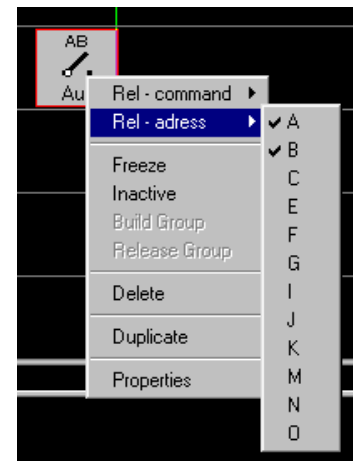 AB
Au
Rel - command
Rel - adress
Freeze
Inactive
Build Group
Release Group
Delete
Duplicate
Properties
A
B
C
E
F
G
I
J
K
M
N
O